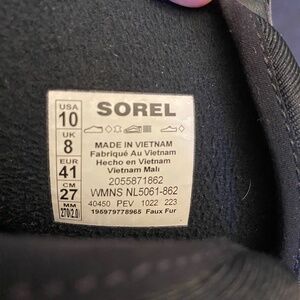 USA
10
UK
8
EUR
41
CM
27
MM
270/2.0
SOREL
MADE IN VIETNAM
Fabriqué Au Vietnam
Hecho en Vietnam
Vietnam Malı
2055871862
WMNS NL5061-862
40450 PEV 1022 223
195979778965 Faux Fur